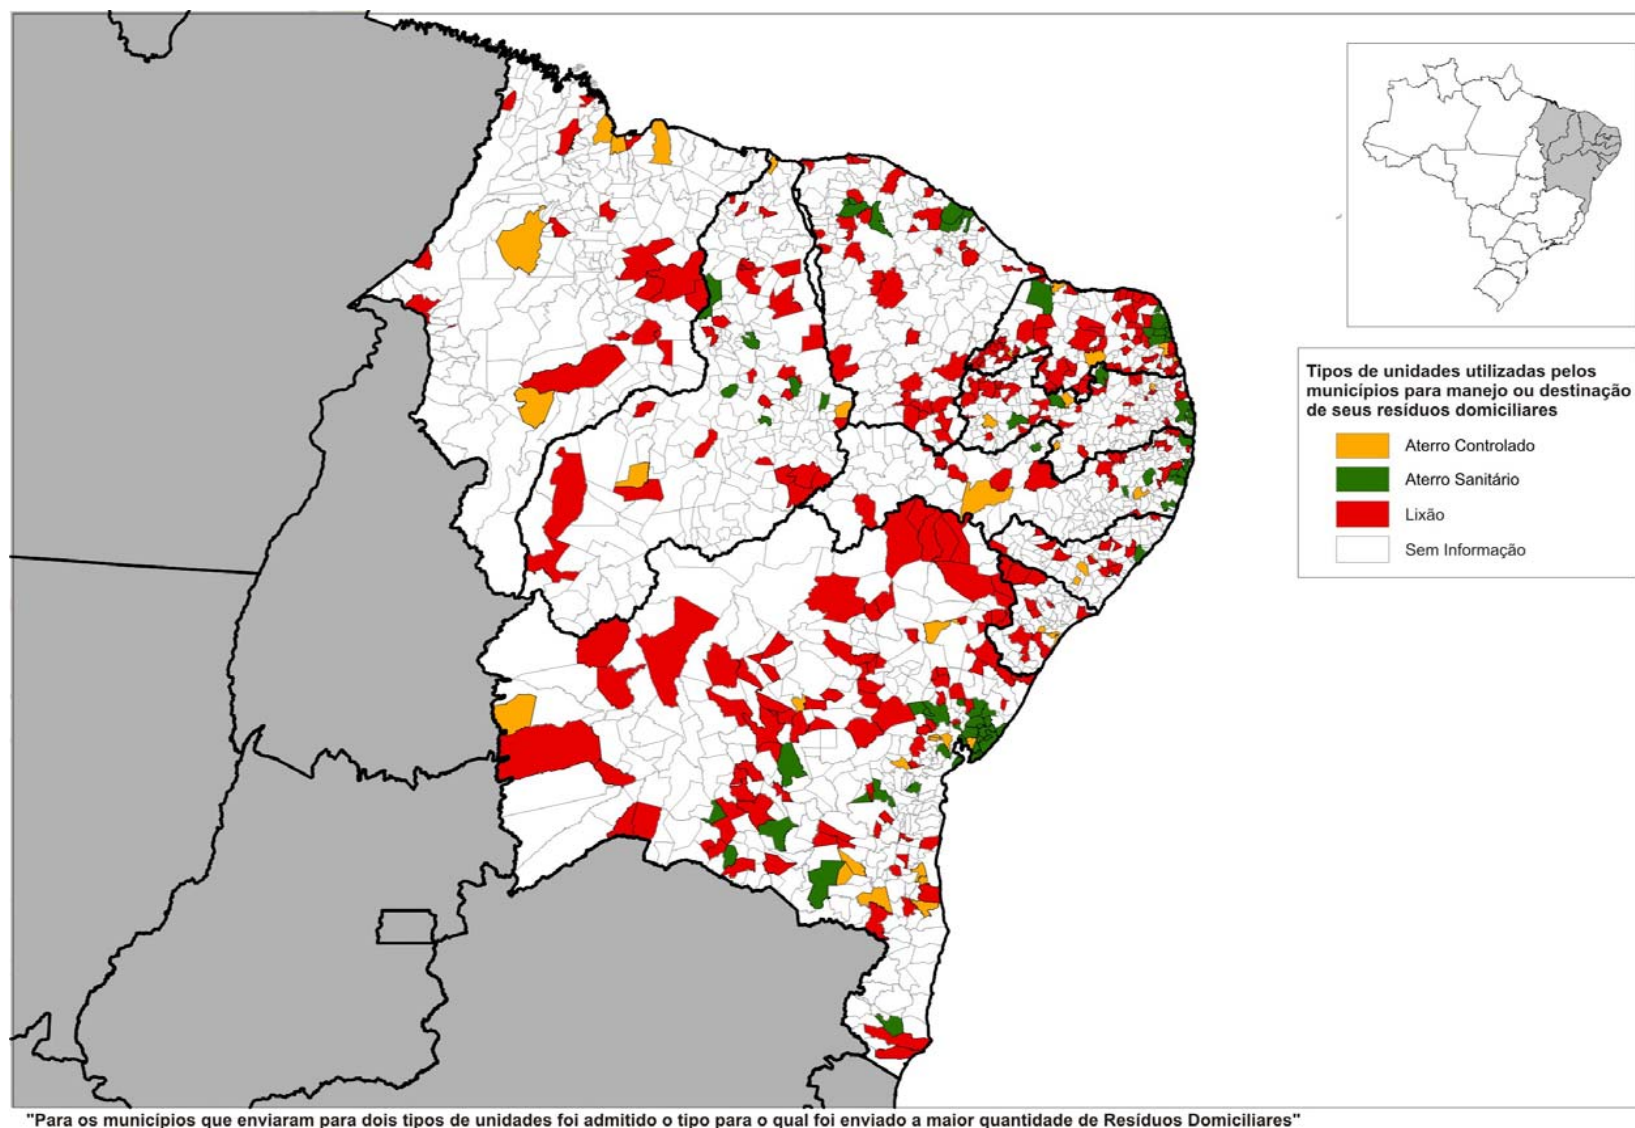 Tipos de unidades utilizadas pelos
municípios para manejo ou destinação
de seus resíduos domiciliares
Aterro Controlado
Aterro Sanitário
Lixão
Sem Informação
"Para os municípios que enviaram para dois tipos de unidades foi admitido o tipo para o qual foi enviado a maior quantidade de Resíduos Domiciliares"